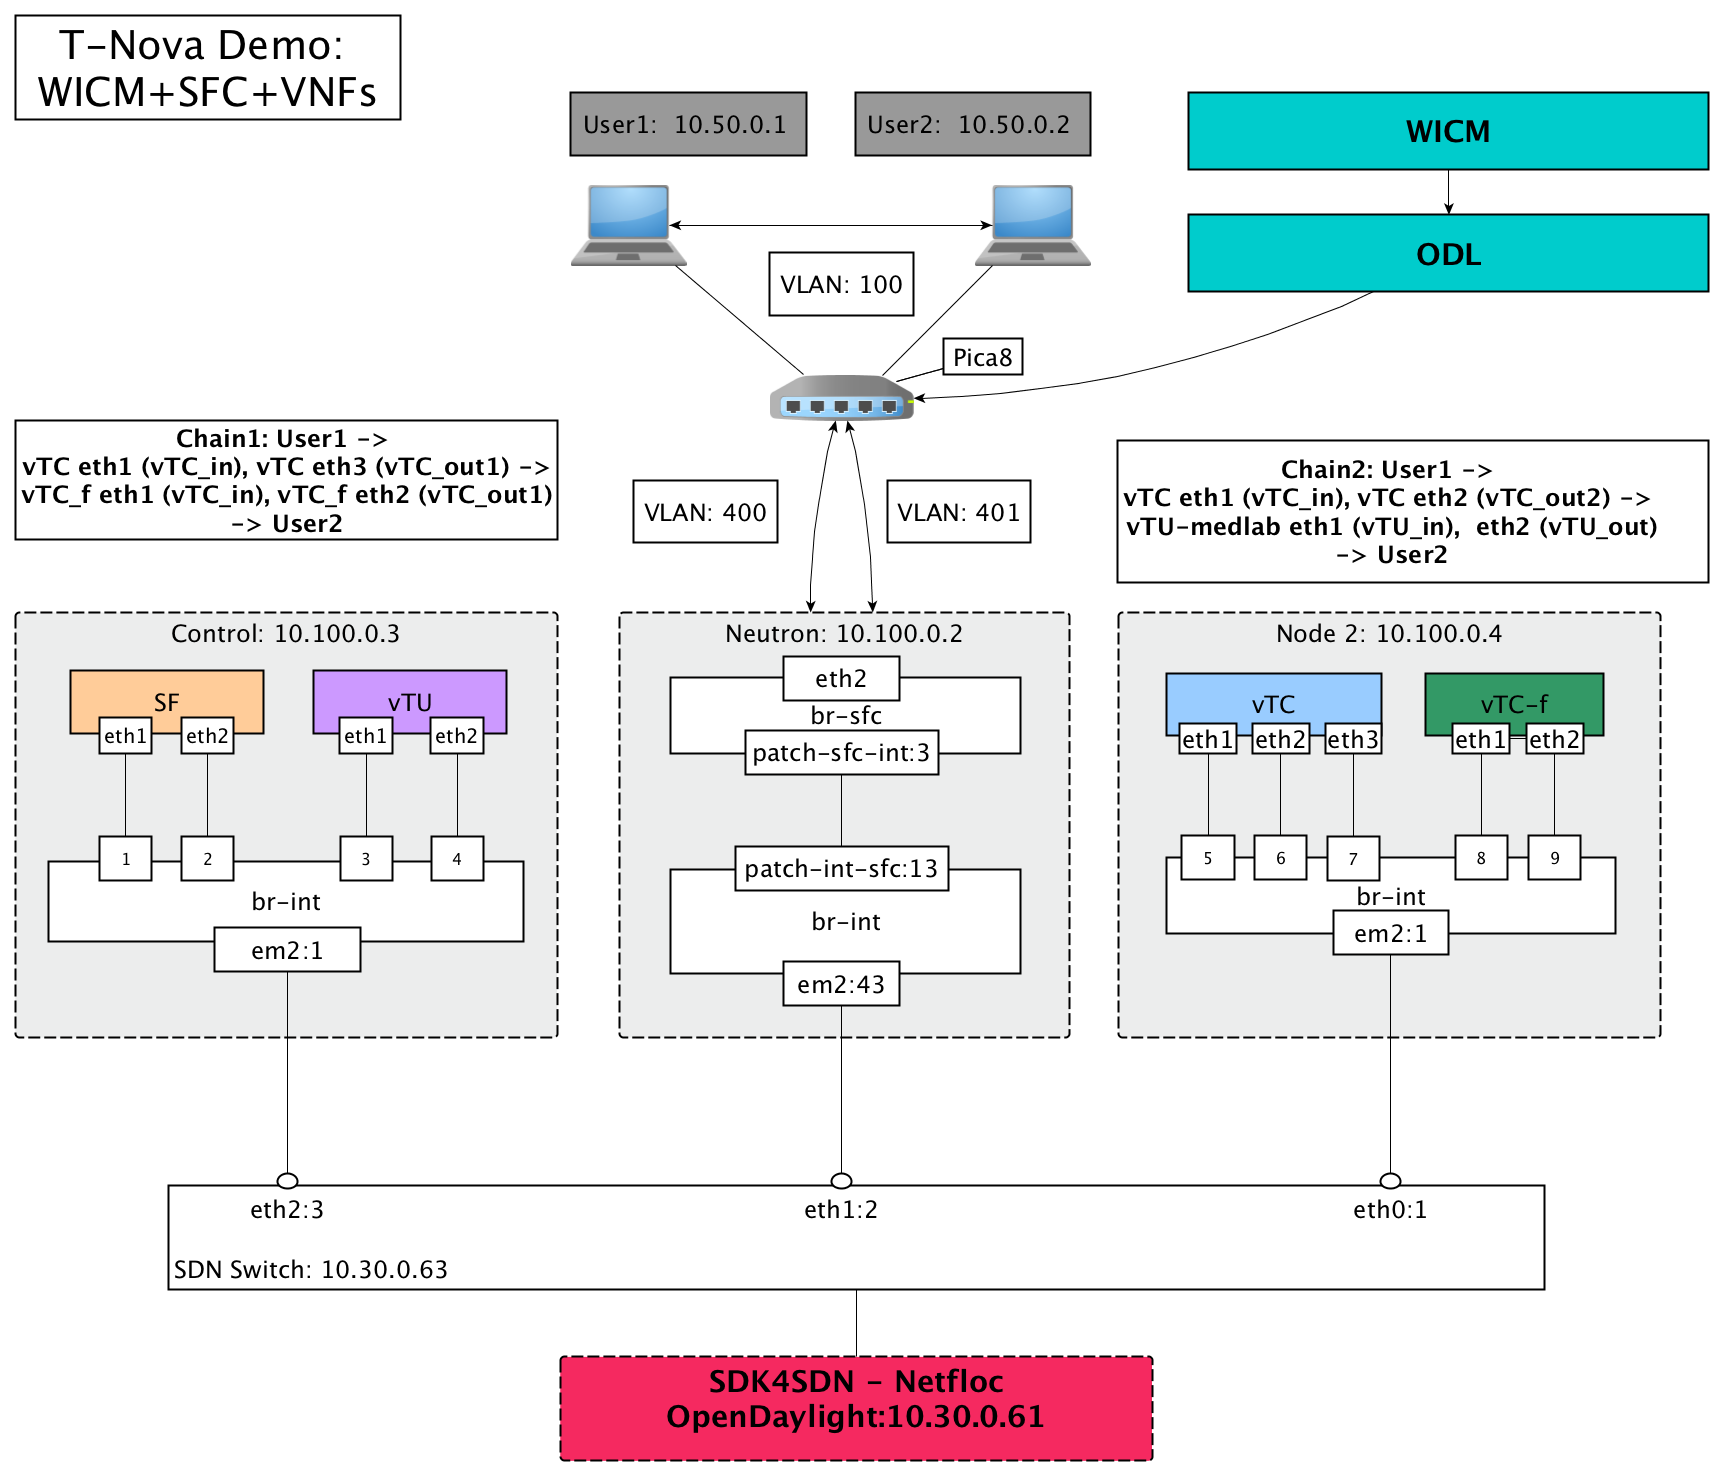 T-Nova Demo:
WICM+SFC+VNFs
User1:  10.50.0.1
User2:  10.50.0.2
WICM
ODL
VLAN: 100
Pica8
Chain1: User1 ->
vTC eth1 (vTC_in), vTC eth3 (vTC_out1) ->
vTC_f eth1 (vTC_in), vTC_f eth2 (vTC_out1)
-> User2
VLAN: 400
VLAN: 401
Chain2: User1 ->
vTC eth1 (vTC_in), vTC eth2 (vTC_out2) ->
vTU-medlab eth1 (vTU_in),  eth2 (vTU_out)
-> User2
Control: 10.100.0.3
SF
eth1
eth2
vTU
eth1
eth2
1
2
3
4
br-int
em2:1
Neutron: 10.100.0.2
eth2
br-sfc
patch-sfc-int:3
patch-int-sfc:13
br-int
em2:43
Node 2: 10.100.0.4
vTC
eth1
eth2
eth3
vTC-f
eth1
eth2
5
6
7
8
9
br-int
em2:1
eth2:3
eth1:2
eth0:1
SDN Switch: 10.30.0.63
SDK4SDN - Netfloc
OpenDaylight:10.30.0.61